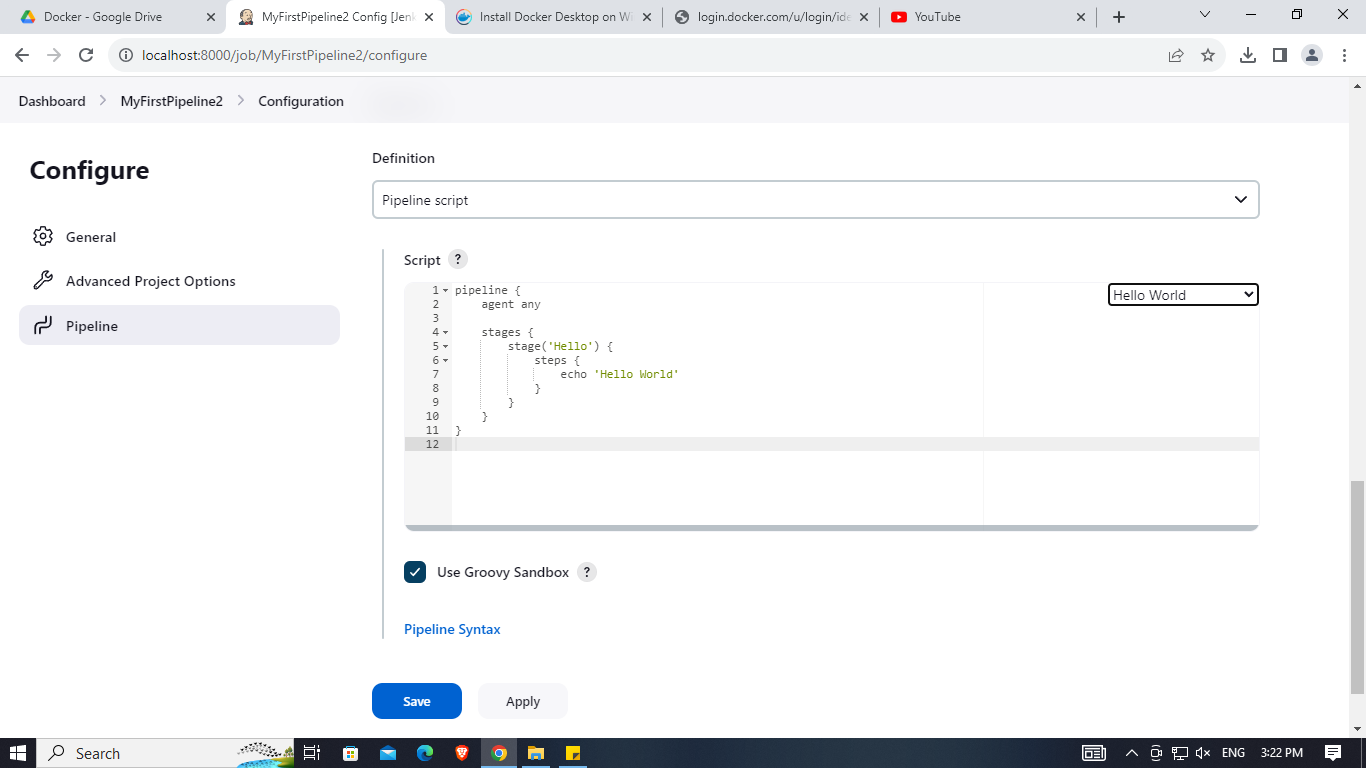 Docker - Google Drive
MyFirstPipeline2 Config [Jen
Install Docker Desktop on Wi
login.docker.com/u/login/ide
YouTube
localhost:8000/job/MyFirstPipeline2/configure
Dashboard > MyFirstPipeline2 > Configuration
Configure
General
Advanced Project Options
Pipeline
Definition
Pipeline script
Script ?
Hello World
1 pipeline {
2     agent any
3
4     stages {
5         stage('Hello') {
6             steps {
7                 echo 'Hello World'
8             }
9         }
10     }
11 }
12
Use Groovy Sandbox ?
Pipeline Syntax
Save
Apply
Search
ENG
3:22 PM